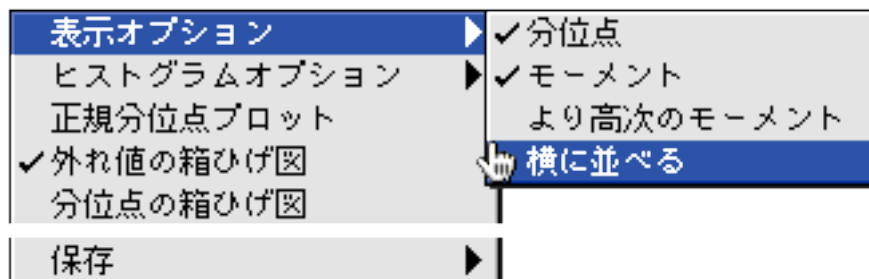 表示オプション
ヒストグラムオプション
正規分位点プロット
外れ値の箱ひげ図
分位点の箱ひげ図
保存
分位点
モーメント
より高次のモーメント
横に並べる